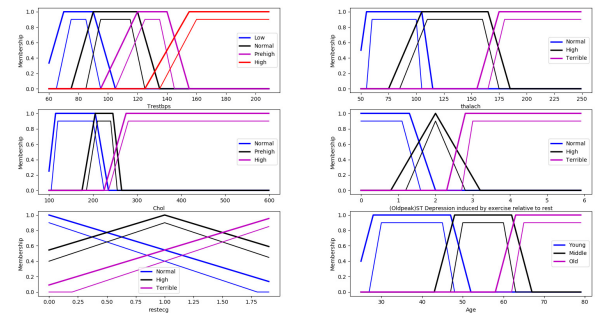 Membership
1.0
0.8
0.6
0.4
0.2
0.0
Low
Normal
Prehigh
High
60 80 100 120 140 160 180 200
Trestbps
Membership
1.0
0.8
0.6
0.4
0.2
0.0
Normal
High
Terrible
50 75 100 125 150 175 200 225 250
thalach
Membership
1.0
0.8
0.6
0.4
0.2
0.0
Normal
Prehigh
High
100 200 300 400 500 600
Chol
Membership
1.0
0.8
0.6
0.4
0.2
0.0
Normal
High
Terrible
0 1 2 3 4 5 6
(Oldpeak)ST Depression induced by exercise relative to rest
Membership
1.0
0.8
0.6
0.4
0.2
0.0
Normal
High
Terrible
0.00 0.25 0.50 0.75 1.00 1.25 1.50 1.75
restecg
Membership
1.0
0.8
0.6
0.4
0.2
0.0
Young
Middle
Old
30 40 50 60 70 80
Age